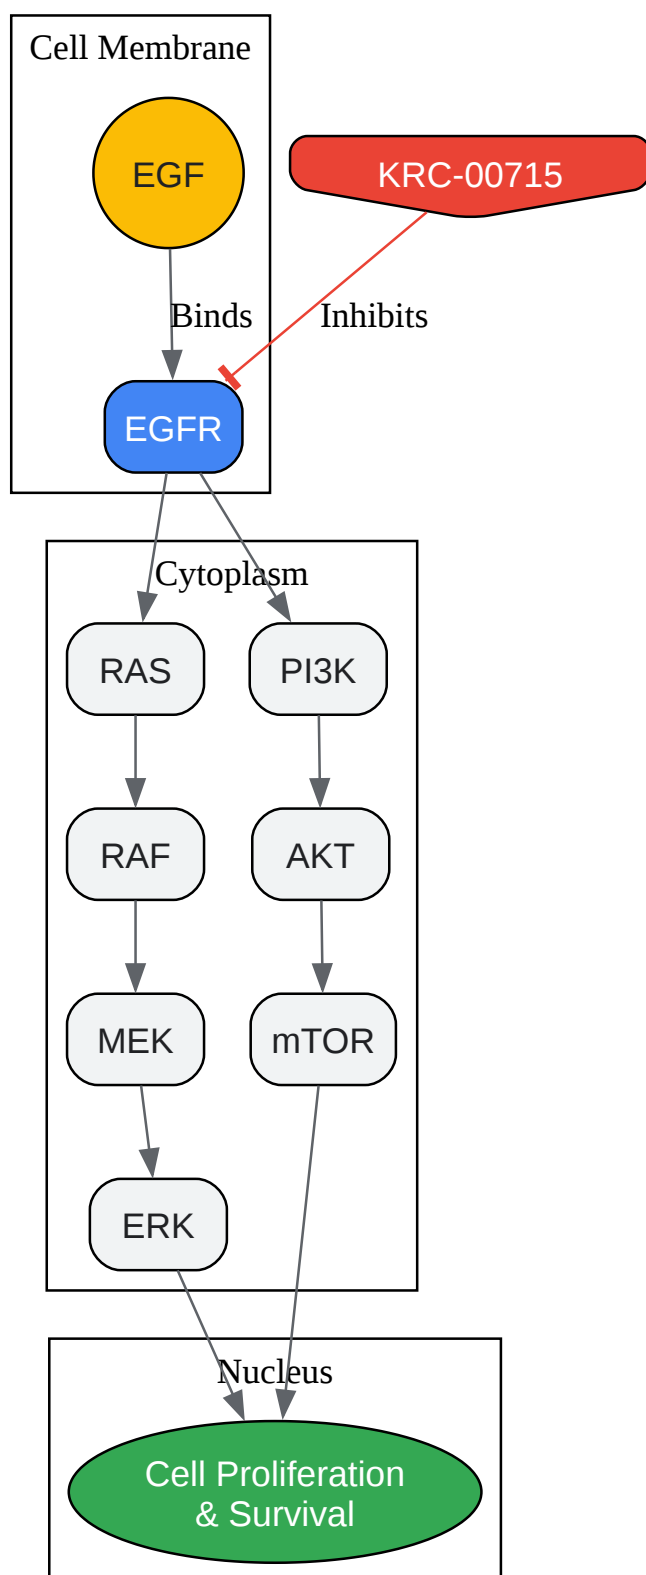 Cell Membrane
EGF
KRC-00715
Binds
Inhibits
EGFR
Cytoplasm
RAS
PI3K
RAF
AKT
MEK
mTOR
ERK
Nucleus
Cell Proliferation
& Survival